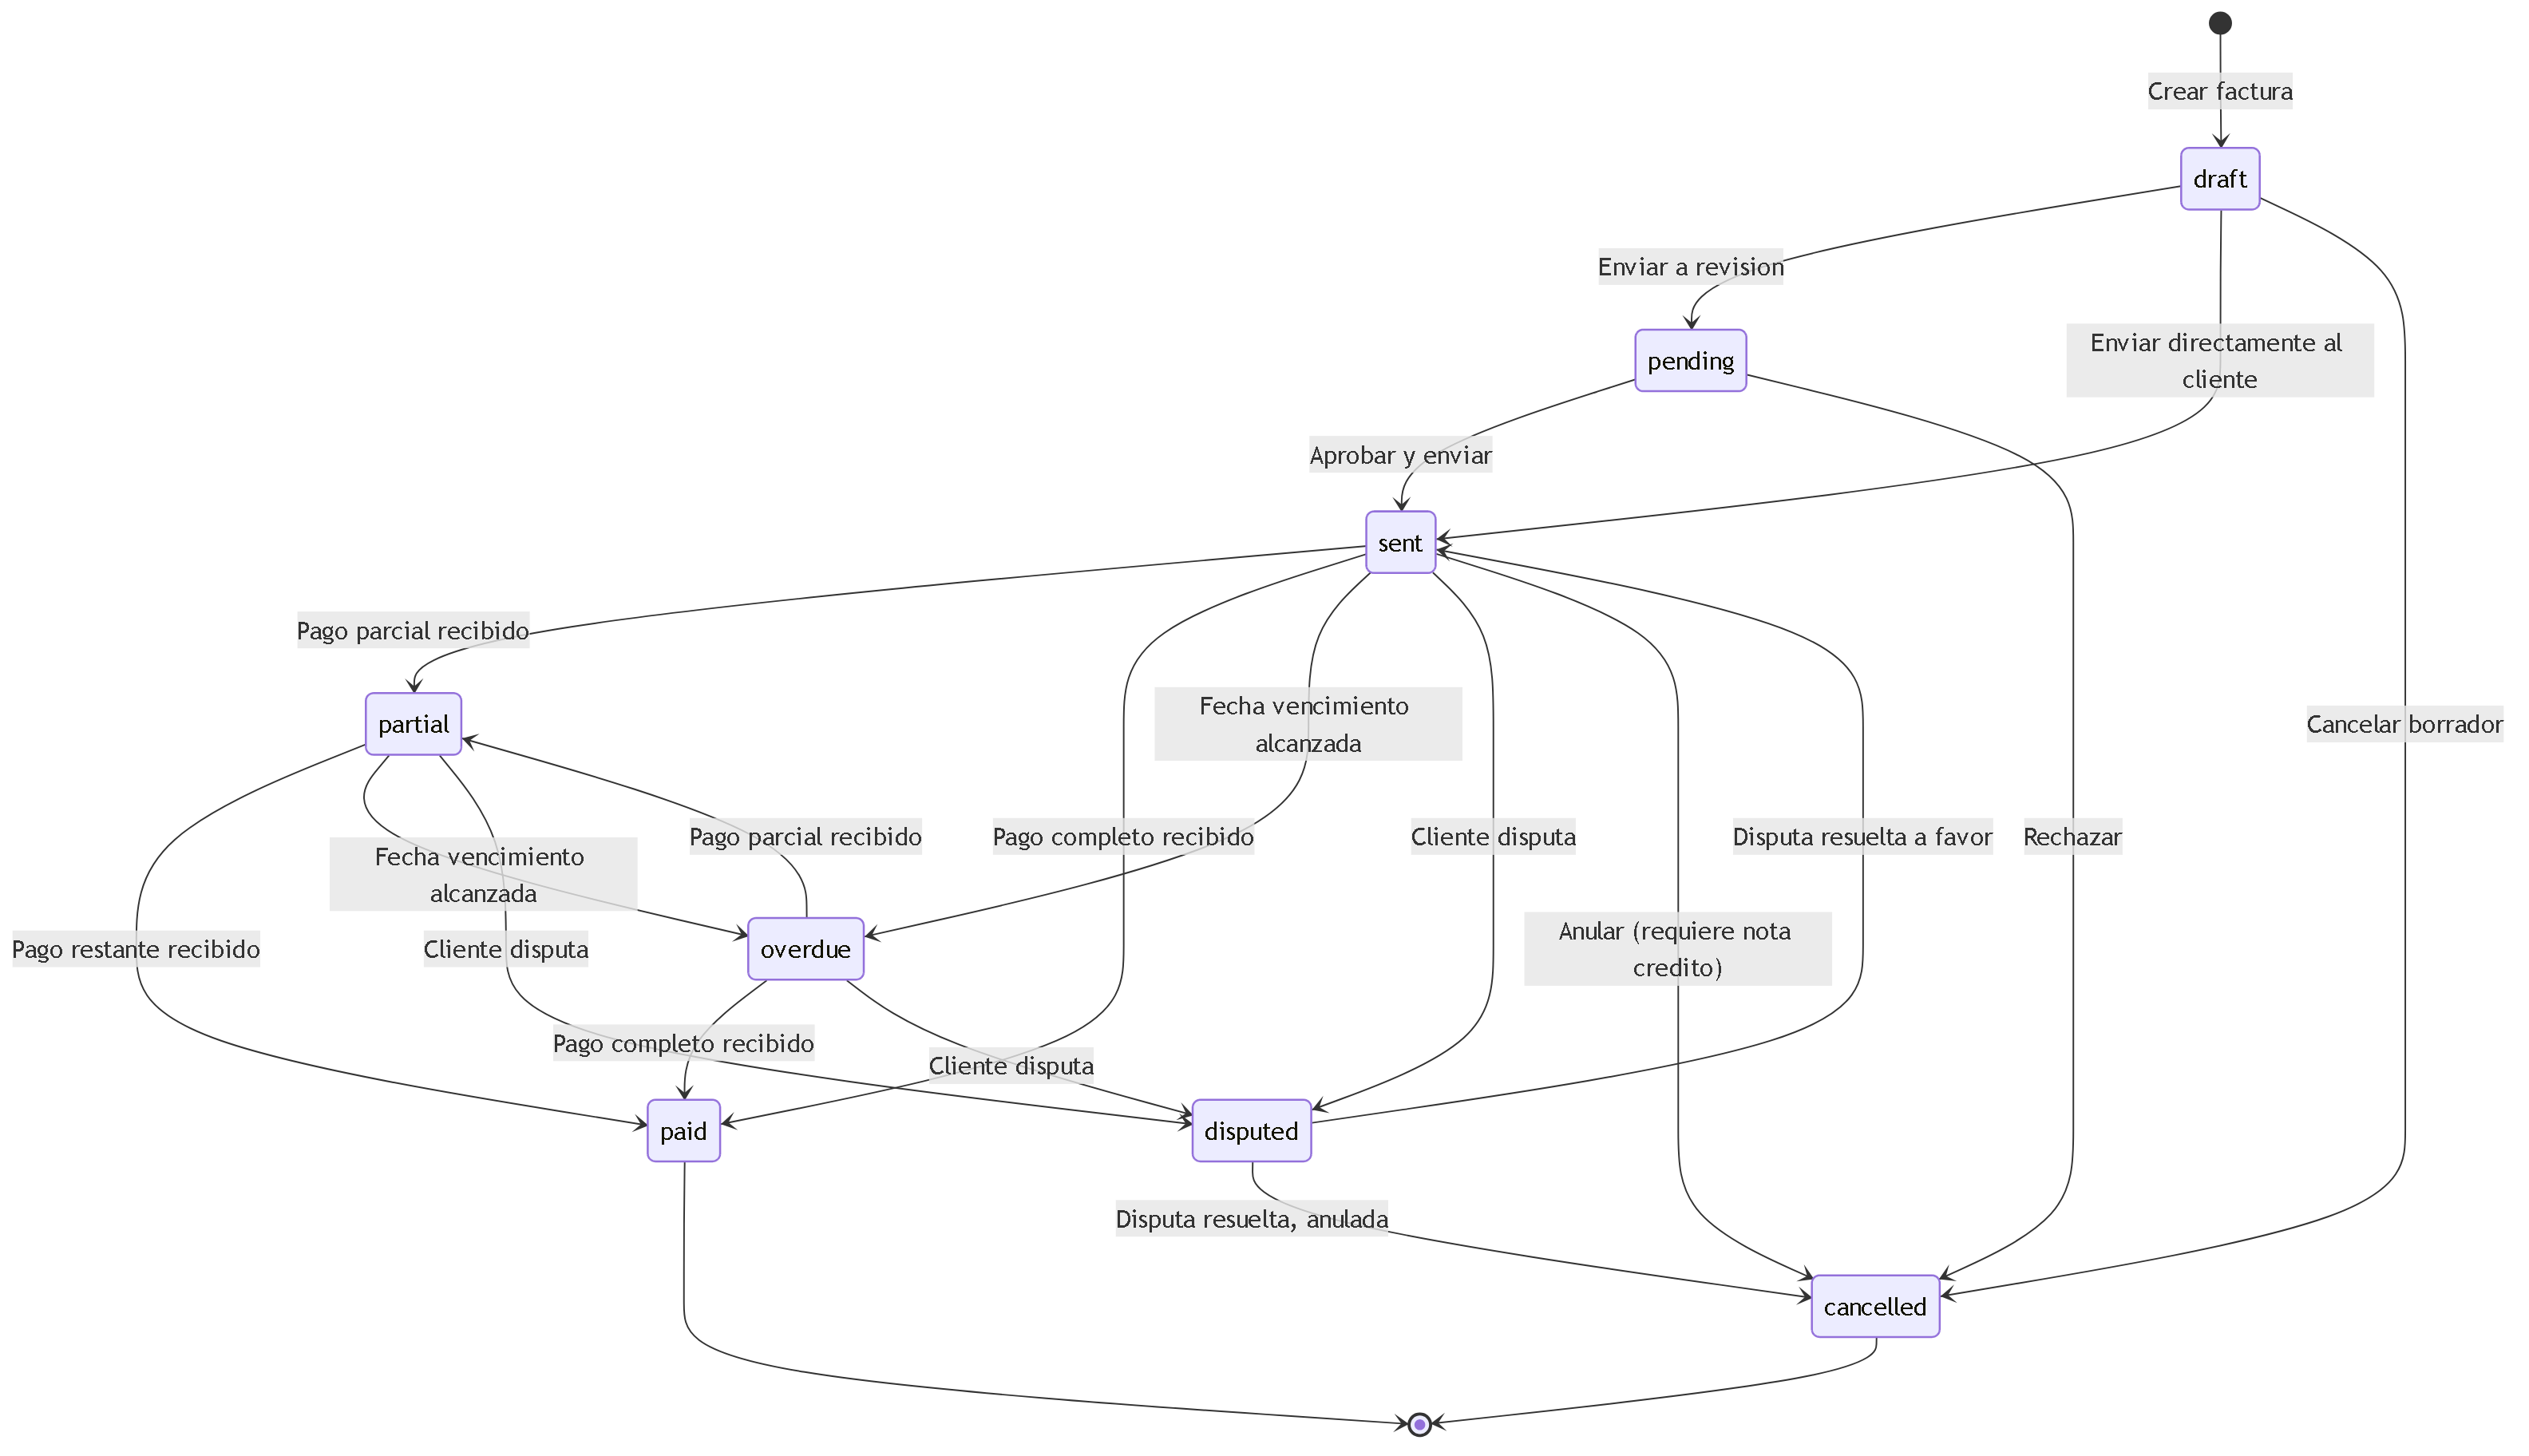 Crear factura
draft
Enviar a revision
Enviar directamente al
cliente
pending
Aprobar y enviar
sent
Pago parcial recibido
Fecha vencimiento
alcanzada
partial
Cancelar borrador
Pago parcial recibido
Pago completo recibido
Cliente disputa
Disputa resuelta a favor
Rechazar
Fecha vencimiento
alcanzada
Anular (requiere nota
credito)
Pago restante recibido
Cliente disputa
overdue
Pago completo recibido
Cliente disputa
paid
disputed
Disputa resuelta, anulada
cancelled